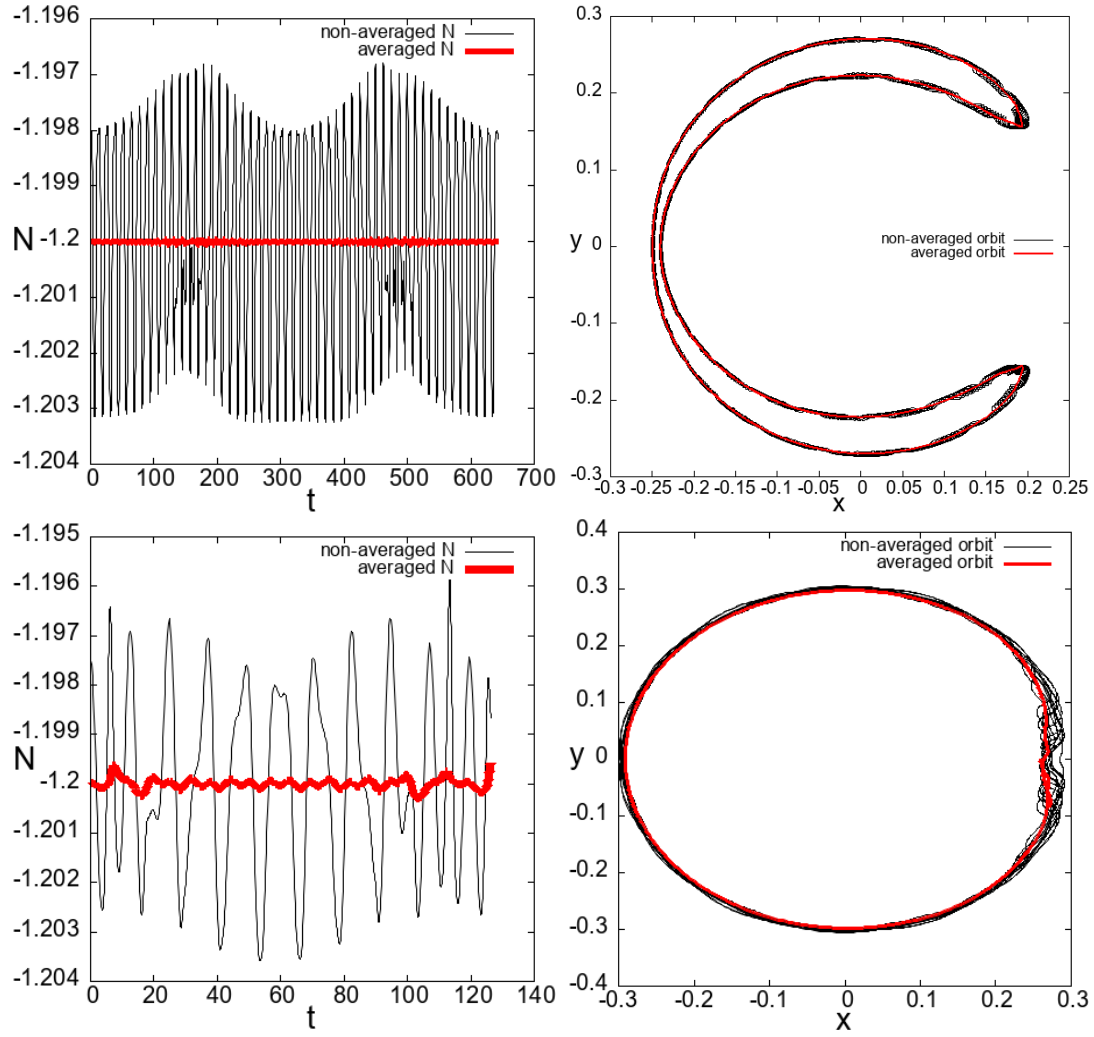 -1.196
-1.197
-1.198
-1.199
N -1.2
-1.201
-1.202
-1.203
-1.204
0 100 200 300 400 500 600 700
t
non-averaged N
averaged N
0.3
0.2
0.1
y 0
-0.1
-0.2
-0.3
-0.3 -0.25 -0.2 -0.15 -0.1 -0.05 0 0.05 0.1 0.15 0.2 0.25
x
non-averaged orbit
averaged orbit
-1.195
-1.196
-1.197
-1.198
-1.199
N -1.2
-1.201
-1.202
-1.203
-1.204
0 20 40 60 80 100 120 140
t
non-averaged N
averaged N
0.4
0.3
0.2
0.1
y 0
-0.1
-0.2
-0.3
-0.4
-0.3 -0.2 -0.1 0 0.1 0.2 0.3
x
non-averaged orbit
averaged orbit